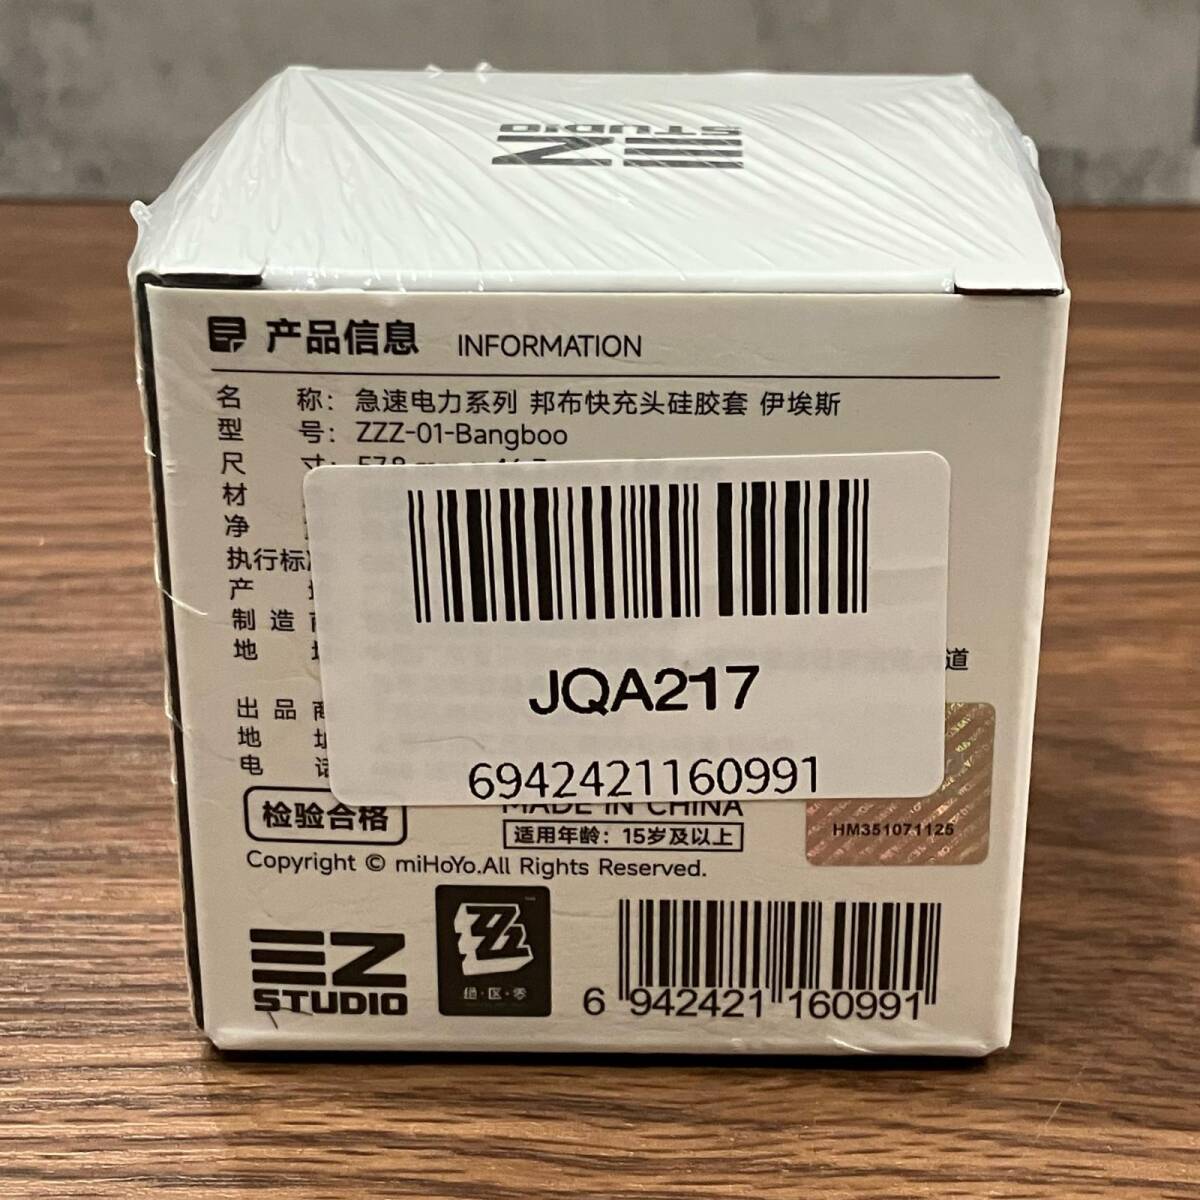 EZ
STUDIO
产品信息 INFORMATION
名 称：急速电力系列 邦布快充头硅胶套 伊埃斯
型 号：ZZZ-01-Bangboo
尺 寸：
材
净
执行标
产
制 造
地 道
JQA217
出 品 商
地
电
6942421160991
MADE IN CHINA
检验合格
适用年龄：15岁及以上
HM351071125
Copyright © miHoYo.All Rights Reserved.
EZ
STUDIO
ZZZ
绝·区·零
6 942421 160991